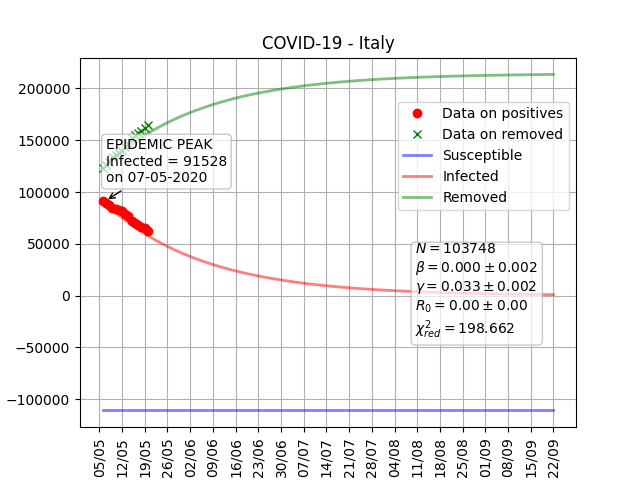 COVID-19 - Italy
200000
150000
100000
50000
0
−50000
−100000
EPIDEMIC PEAK
Infected = 91528
on 07-05-2020
Data on positives
Data on removed
Susceptible
Infected
Removed
N = 103748
β = 0.000 ± 0.002
γ = 0.033 ± 0.002
R₀ = 0.00 ± 0.00
χ²red = 198.662
05/05
12/05
19/05
26/05
02/06
09/06
16/06
23/06
30/06
07/07
14/07
21/07
28/07
04/08
11/08
18/08
25/08
01/09
08/09
15/09
22/09